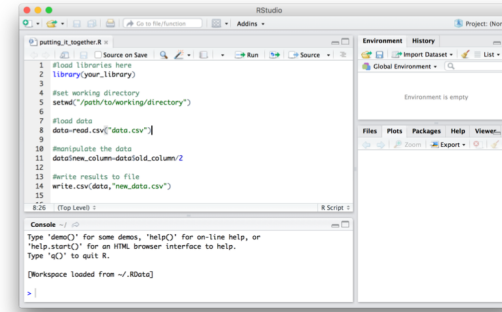 RStudio
Go to file/function
Addins
Project: (Non
putting_it_together.R
Source on Save
Run
Source
1 #load libraries here
2 library(your_library)
3
4 #set working directory
5 setwd("/path/to/working/directory")
6
7 #load data
8 data=read.csv("data.csv")
9
10 #manipulate the data
11 data$new_column=data$old_column/2
12
13 #write results to file
14 write.csv(data,"new_data.csv")
15
8:26 (Top Level) R Script
Console ~/
Type 'demo()' for some demos, 'help()' for on-line help, or
'help.start()' for an HTML browser interface to help.
Type 'q()' to quit R.
[Workspace loaded from ~/.RData]
>
Environment History
Import Dataset List
Global Environment
Environment is empty
Files Plots Packages Help Viewer
Zoom Export